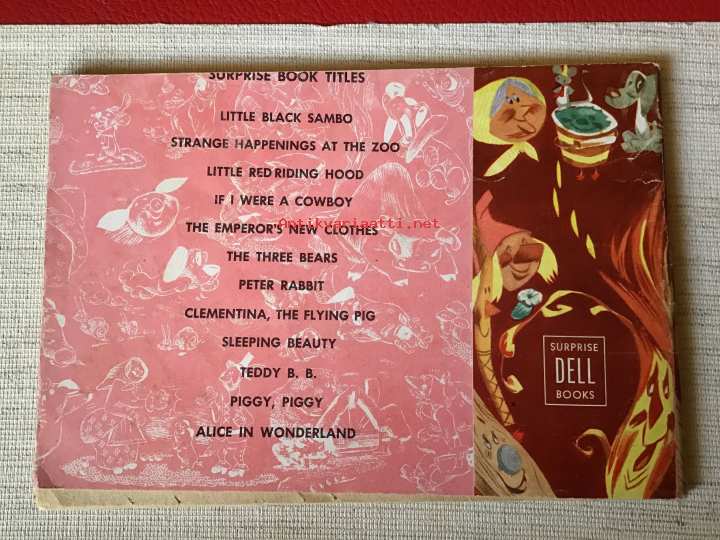 SURPRISE BOOK TITLES
LITTLE BLACK SAMBO
STRANGE HAPPENINGS AT THE ZOO
LITTLE RED RIDING HOOD
IF I WERE A COWBOY
Antikvariaatti.net
THE EMPEROR'S NEW CLOTHES
THE THREE BEARS
PETER RABBIT
CLEMENTINA, THE FLYING PIG
SLEEPING BEAUTY
TEDDY B. B.
PIGGY, PIGGY
ALICE IN WONDERLAND
SURPRISE
DELL
BOOKS